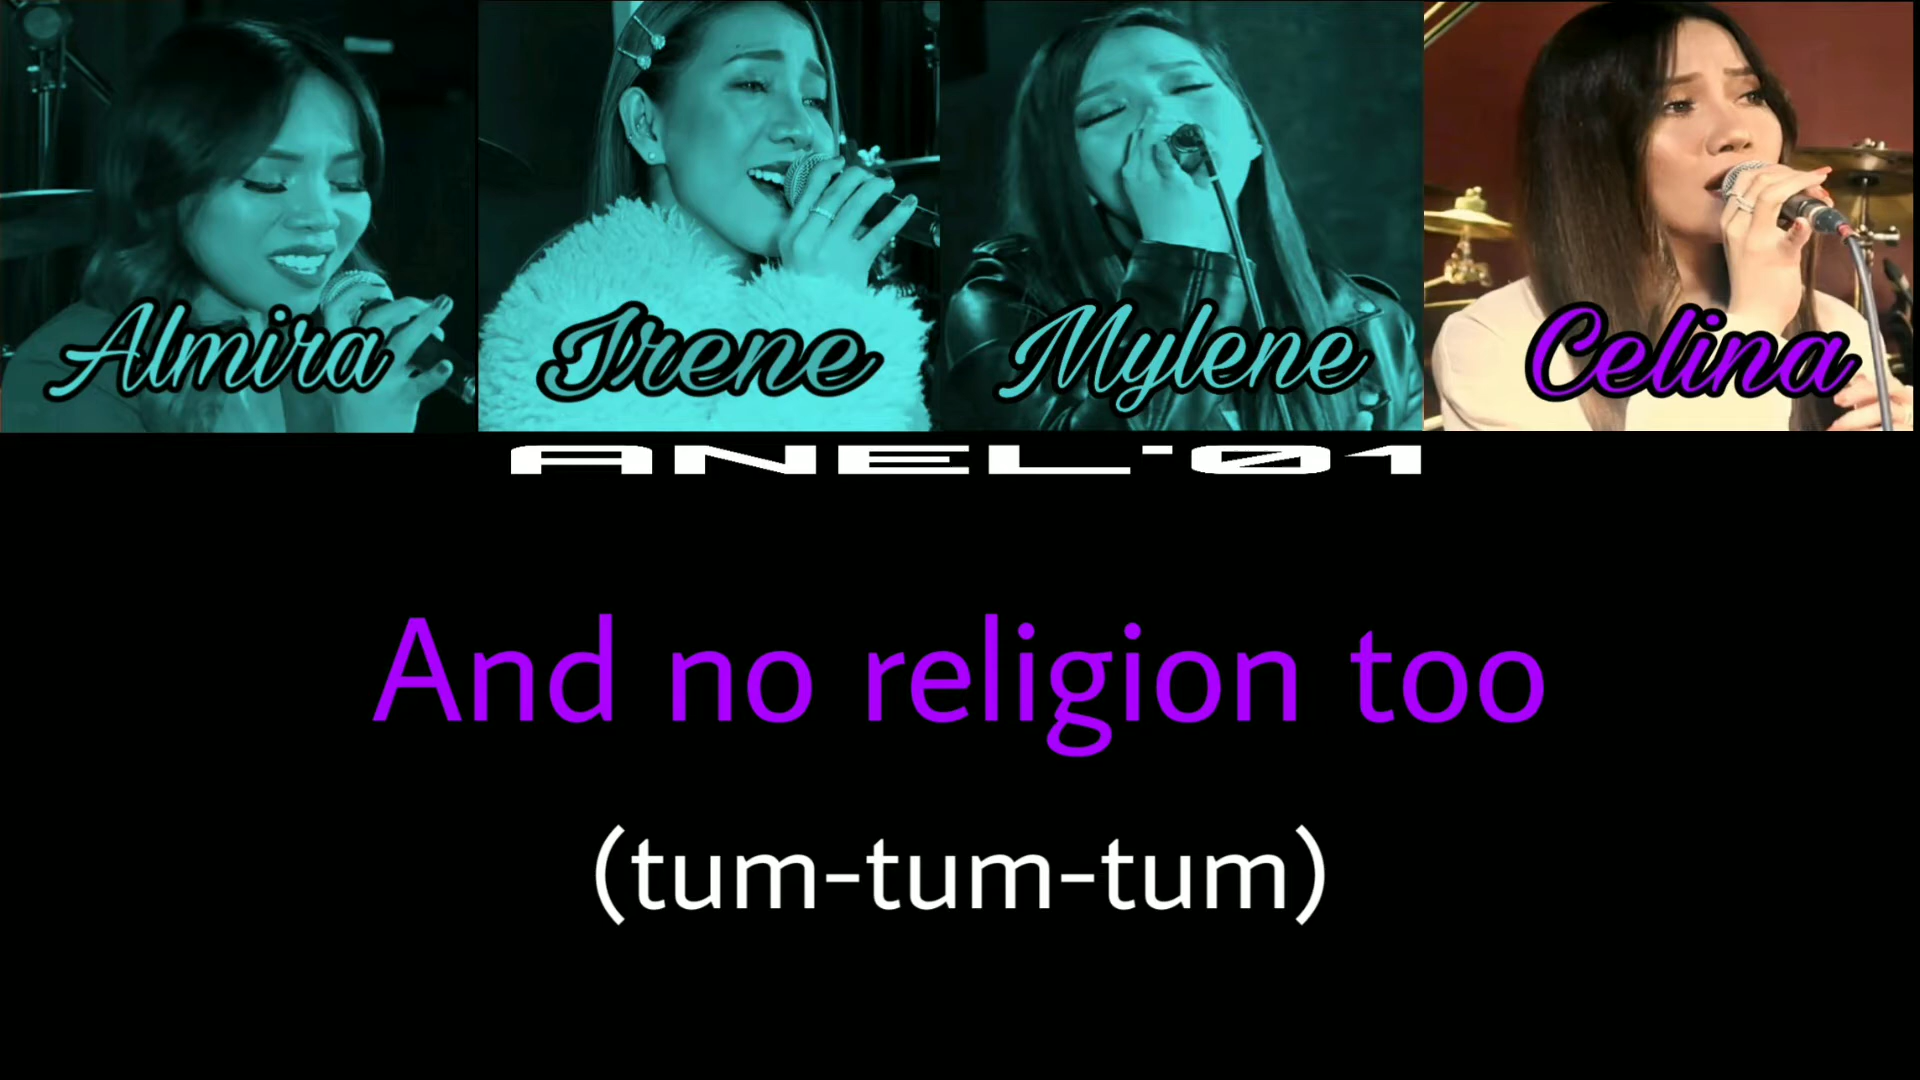 Almira Irene Mylene Celina
ANEL'01
And no religion too
(tum-tum-tum)